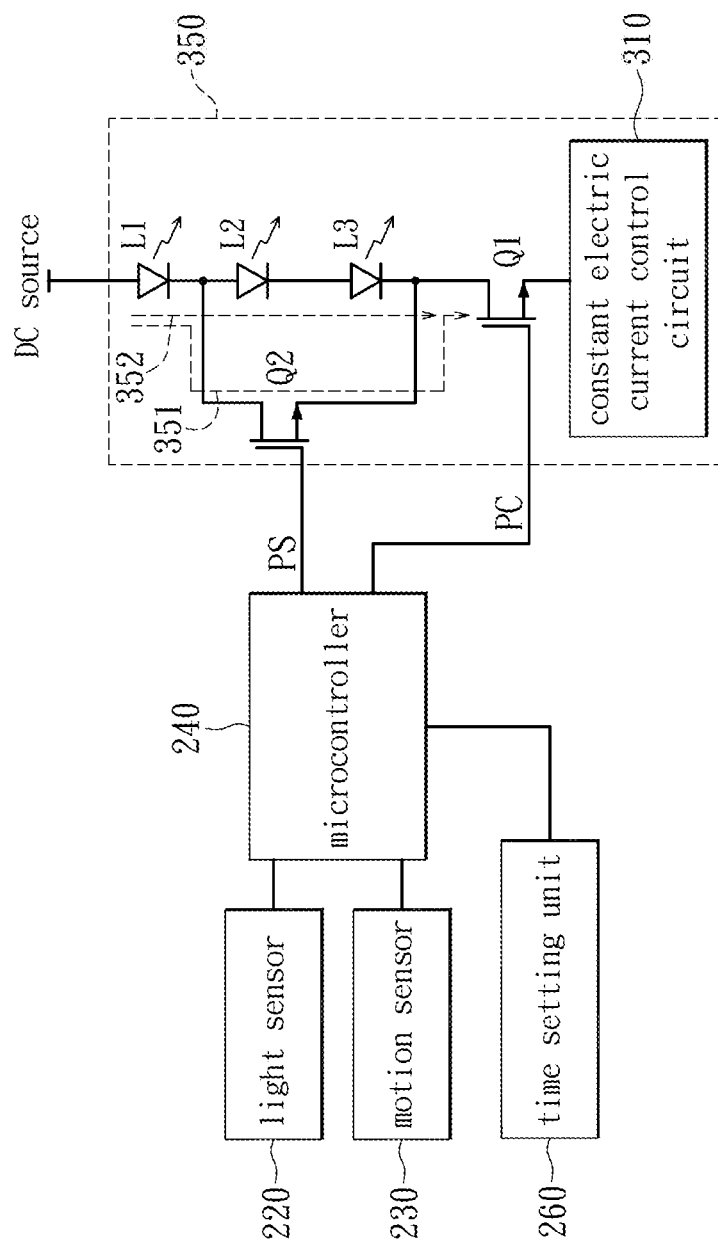 DC source
350
L1
L2
L3
352
351
Q2
Q1
310
constant electric
current control
circuit
PS
PC
240
microcontroller
220
light sensor
230
motion sensor
260
time setting unit